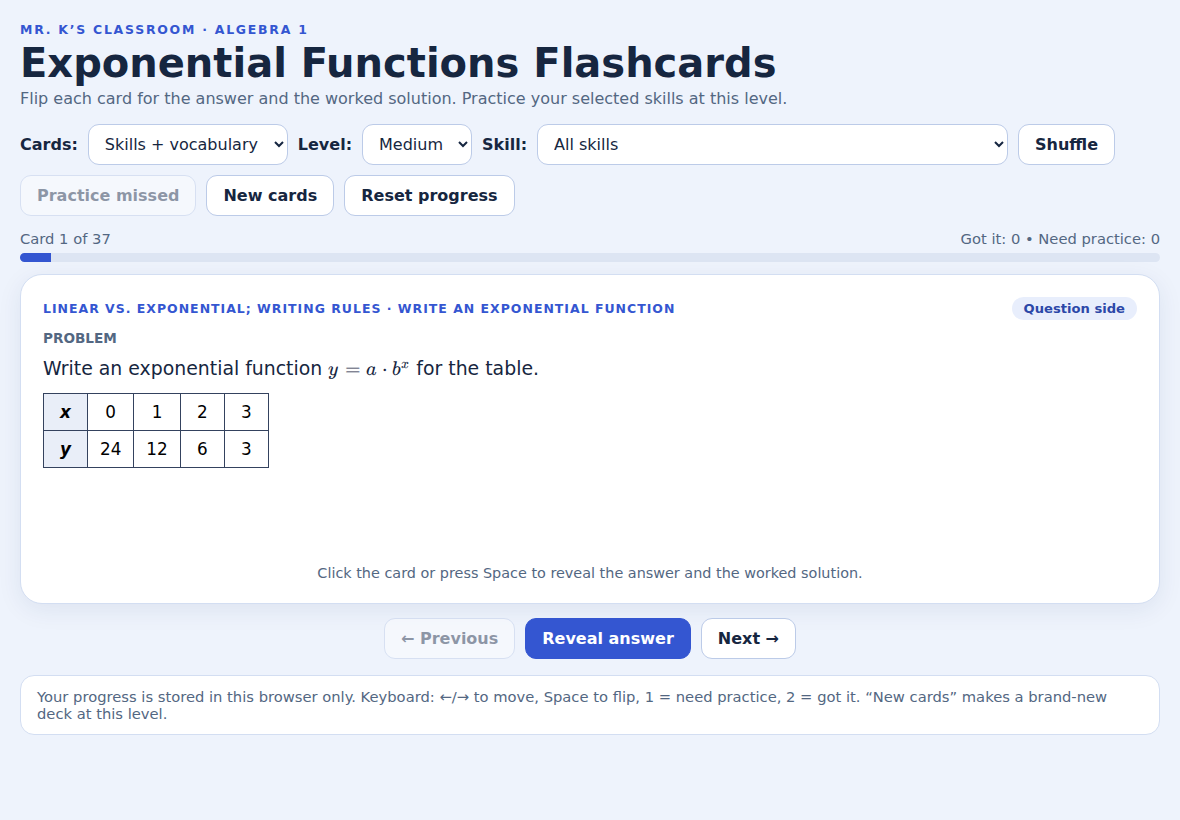 MR. K’S CLASSROOM · ALGEBRA 1
Exponential Functions Flashcards
Flip each card for the answer and the worked solution. Practice your selected skills at this level.
Cards: Skills + vocabulary Level: Medium Skill: All skills Shuffle
Practice missed New cards Reset progress
Card 1 of 37 Got it: 0 • Need practice: 0
LINEAR VS. EXPONENTIAL; WRITING RULES · WRITE AN EXPONENTIAL FUNCTION Question side
PROBLEM
Write an exponential function y = a · b^x for the table.
x 0 1 2 3
y 24 12 6 3
Click the card or press Space to reveal the answer and the worked solution.
← Previous Reveal answer Next →
Your progress is stored in this browser only. Keyboard: ←/→ to move, Space to flip, 1 = need practice, 2 = got it. “New cards” makes a brand-new
deck at this level.